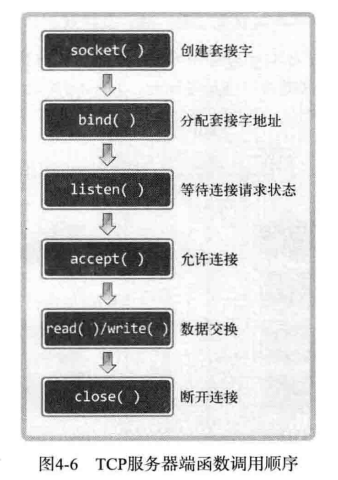 socket( ) 创建套接字
bind( ) 分配套接字地址
listen( ) 等待连接请求状态
accept( ) 允许连接
read( )/write( ) 数据交换
close( ) 断开连接
图4-6 TCP服务器端函数调用顺序